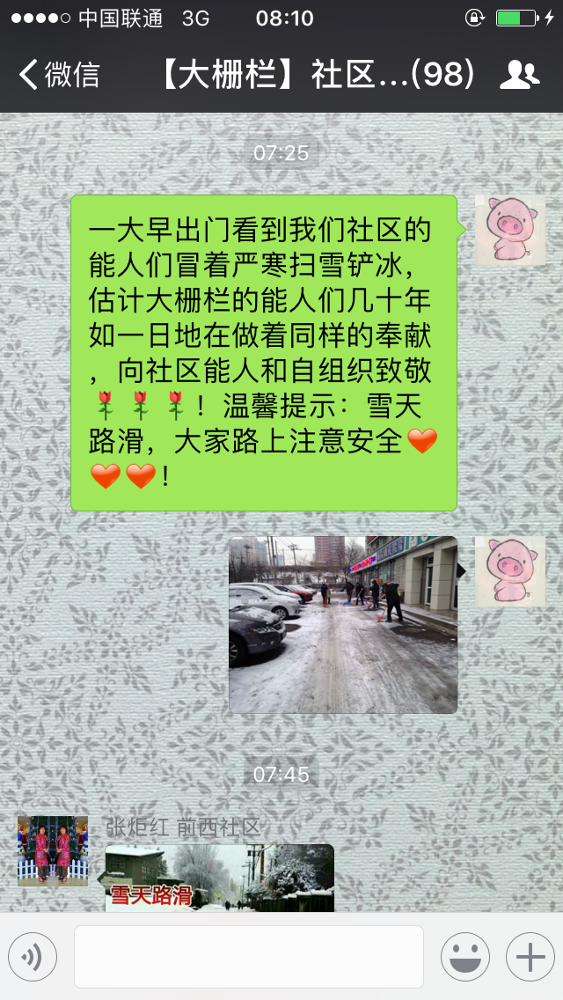 中国联通 3G 08:10
微信 【大栅栏】社区...(98)
07:25
一大早出门看到我们社区的
能人们冒着严寒扫雪铲冰，
估计大栅栏的能人们几十年
如一日地在做着同样的奉献
，向社区能人和自组织致敬
🌹🌹🌹！温馨提示：雪天
路滑，大家路上注意安全❤️
❤️❤️！
07:45
张炬红 前西社区
雪天路滑